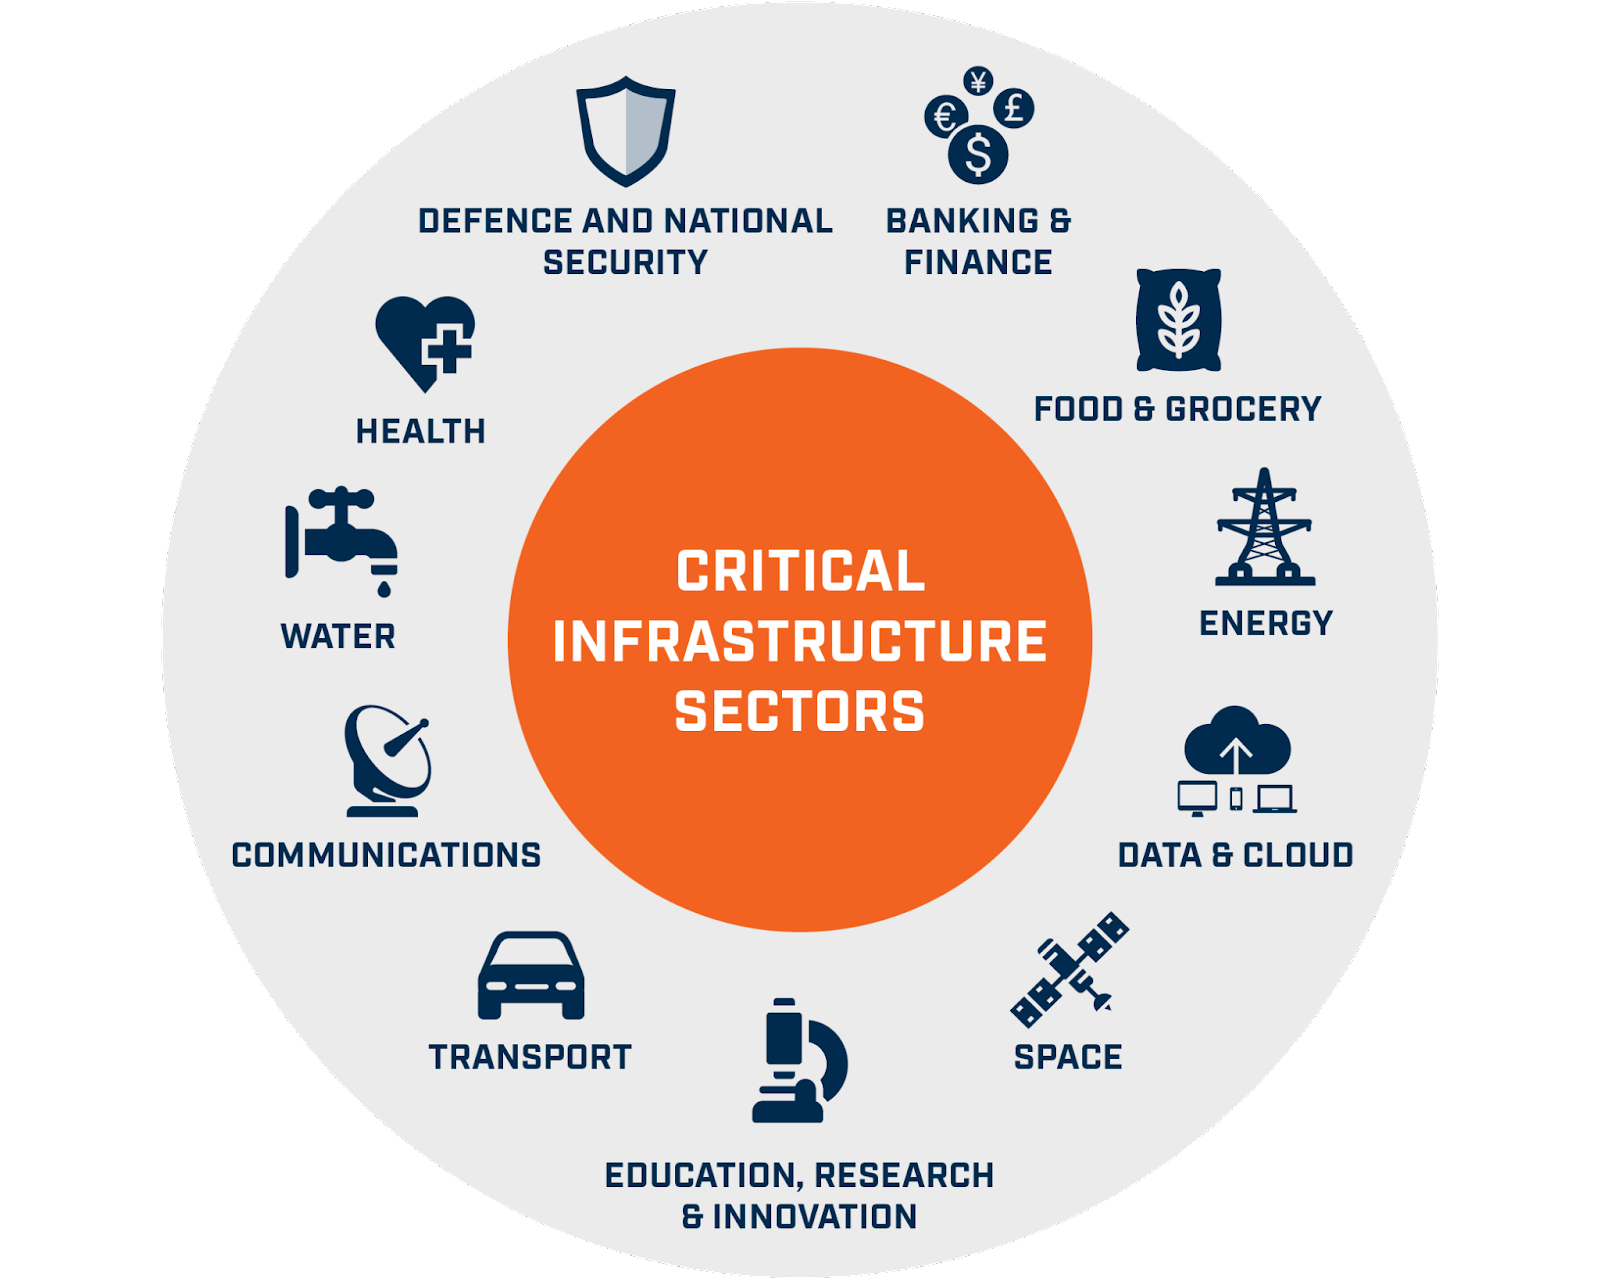 ¥
€
£
$
DEFENCE AND NATIONAL
SECURITY
BANKING &
FINANCE
FOOD & GROCERY
HEALTH
ENERGY
WATER
CRITICAL
INFRASTRUCTURE
SECTORS
COMMUNICATIONS
DATA & CLOUD
TRANSPORT
SPACE
EDUCATION, RESEARCH
& INNOVATION